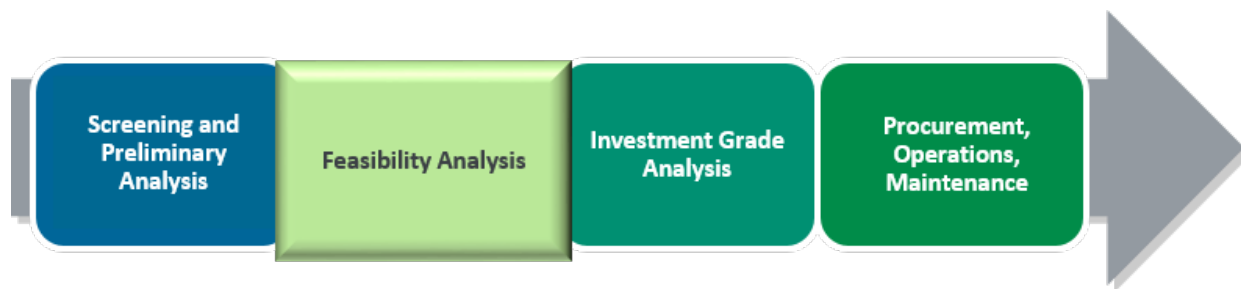 Screening and
Preliminary
Analysis
Feasibility Analysis
Investment Grade
Analysis
Procurement,
Operations,
Maintenance